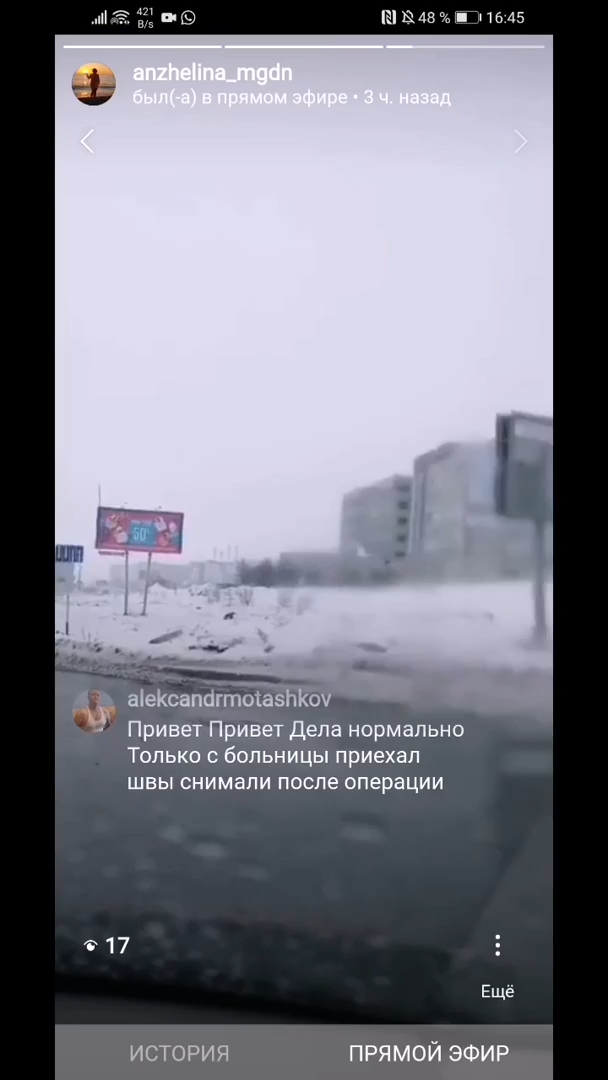 421
B/s
48 %
16:45
anzhelina_mgdn
был(-а) в прямом эфире • 3 ч. назад
50
alekcandrmotashkov
Привет Привет Дела нормально
Только с больницы приехал
швы снимали после операции
17
Ещё
ИСТОРИЯ
ПРЯМОЙ ЭФИР